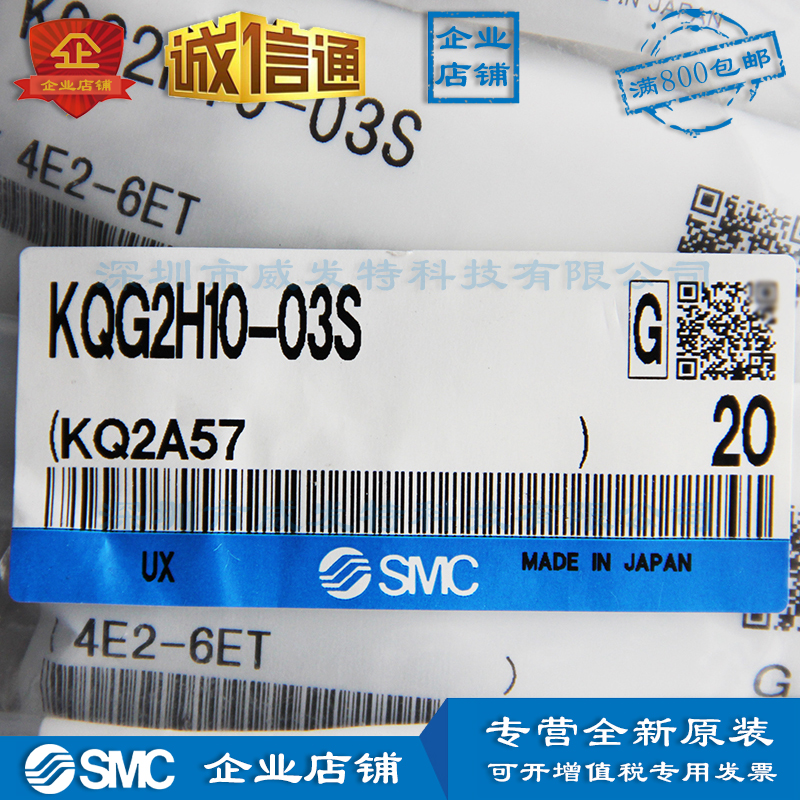 MADE IN JAPAN
企
企业店铺
诚信通
企业
店铺
满800包邮
-03S
4E2-6ET
深圳市威发特科技有限公司
KQG2H10-03S
G
(KQ2A57 )
20
UX
SMC
MADE IN JAPAN
( 4E2-6ET )
G
SMC 企业店铺
专营全新原装
可开增值税专用发票